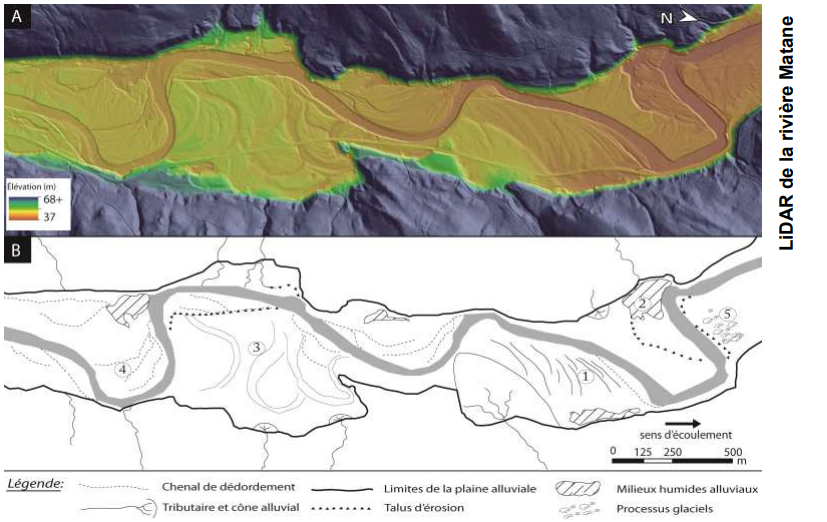 A
N
LiDAR de la rivière Matane
Élévation (m)
68+
37
B
2
5
3
4
1
sens d'écoulement
0 125 250 500
m
Légende:
Chenal de dédordement
Limites de la plaine alluviale
Milieux humides alluviaux
Tributaire et cône alluvial
Talus d'érosion
Processus glaciels